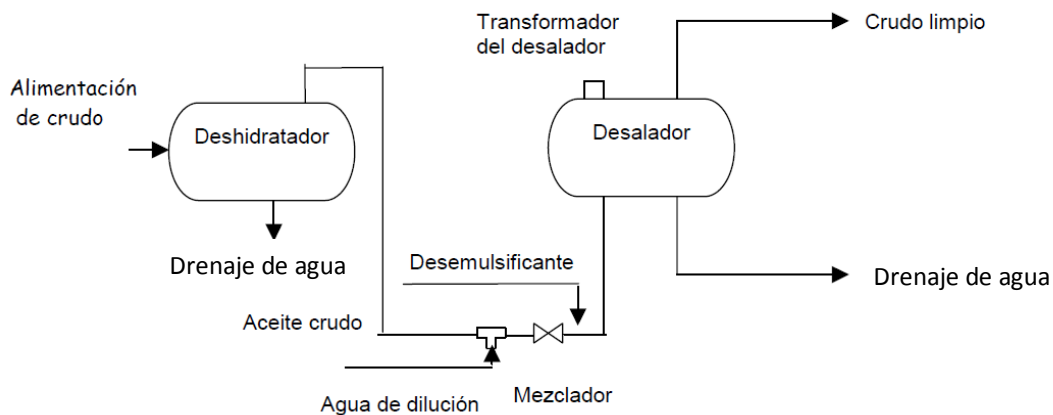 Transformador
del desalador
Crudo limpio
Alimentación
de crudo
Deshidratador
Desalador
Drenaje de agua
Desemulsificante
Drenaje de agua
Aceite crudo
Mezclador
Agua de dilución